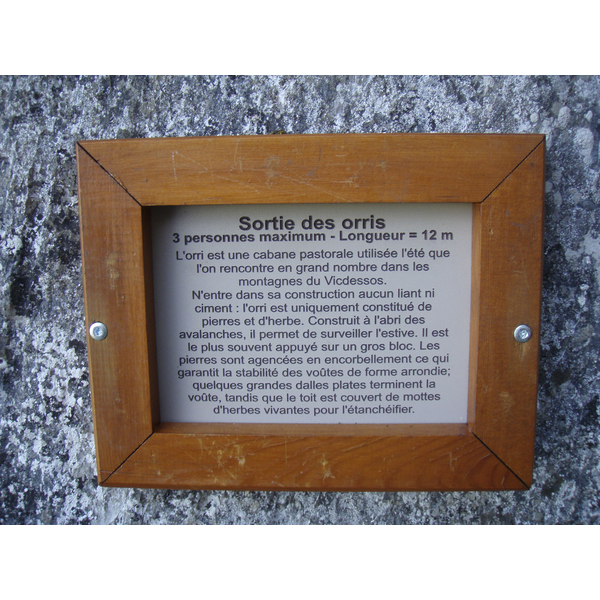 Sortie des orris
3 personnes maximum - Longueur = 12 m
L'orri est une cabane pastorale utilisée l'été que
l'on rencontre en grand nombre dans les
montagnes du Vicdessos.
N'entre dans sa construction aucun liant ni
ciment : l'orri est uniquement constitué de
pierres et d'herbe. Construit à l'abri des
avalanches, il permet de surveiller l'estive. Il est
le plus souvent appuyé sur un gros bloc. Les
pierres sont agencées en encorbellement ce qui
garantit la stabilité des voûtes de forme arrondie;
quelques grandes dalles plates terminent la
voûte, tandis que le toit est couvert de mottes
d'herbes vivantes pour l'étanchéifier.